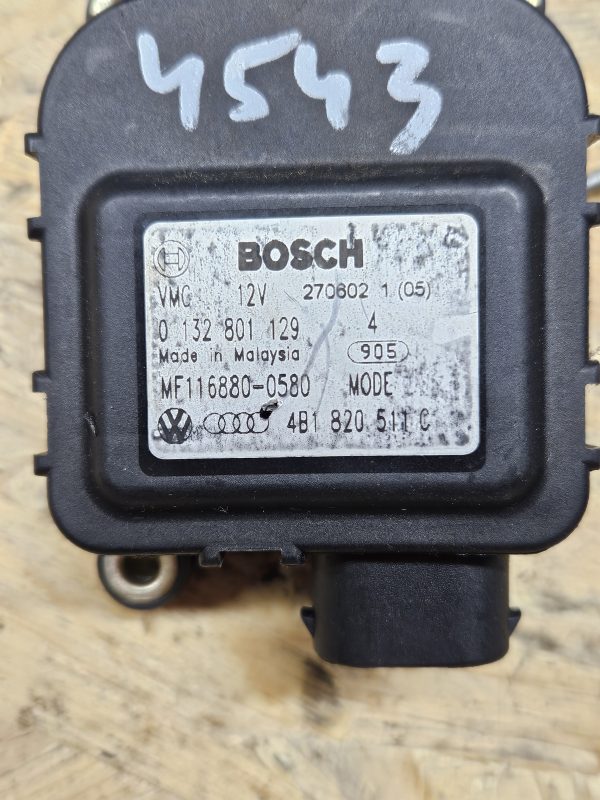 4543
BOSCH
VMC 12V 270602 1 (05)
0 132 801 129 4
Made in Malaysia 905
MF116880-0580 MODE
4B1 820 511 C